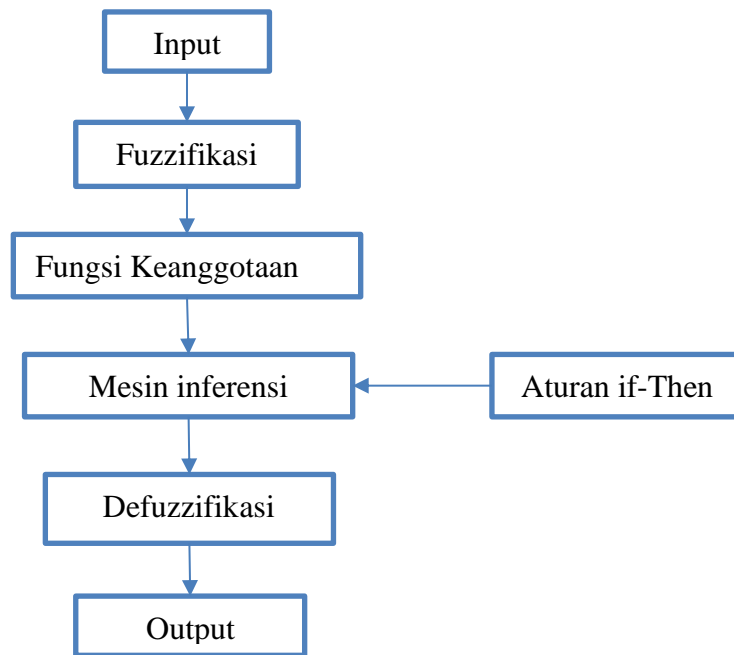 Input
Fuzzifikasi
Fungsi Keanggotaan
Mesin inferensi
Aturan if-Then
Defuzzifikasi
Output